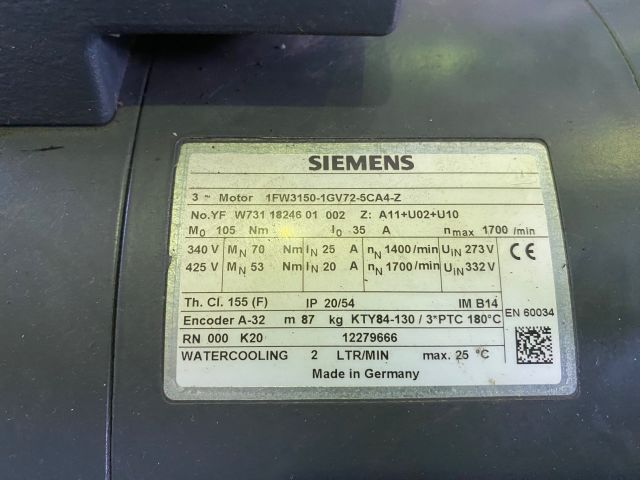 SIEMENS
3 ~ Motor 1FW3150-1GV72-5CA4-Z
No.YF W731 18246 01 002 Z: A11+U02+U10
M0 105 Nm I0 35 A nmax 1700 /min
340 V MN 70 Nm IN 25 A nN 1400/min UIN 273 V
425 V MN 53 Nm IN 20 A nN 1700/min UIN 332 V
CE
Th. Cl. 155 (F) IP 20/54 IM B14
EN 60034
Encoder A-32 m 87 kg KTY84-130 / 3*PTC 180°C
RN 000 K20 12279666
WATERCOOLING 2 LTR/MIN max. 25 °C
Made in Germany